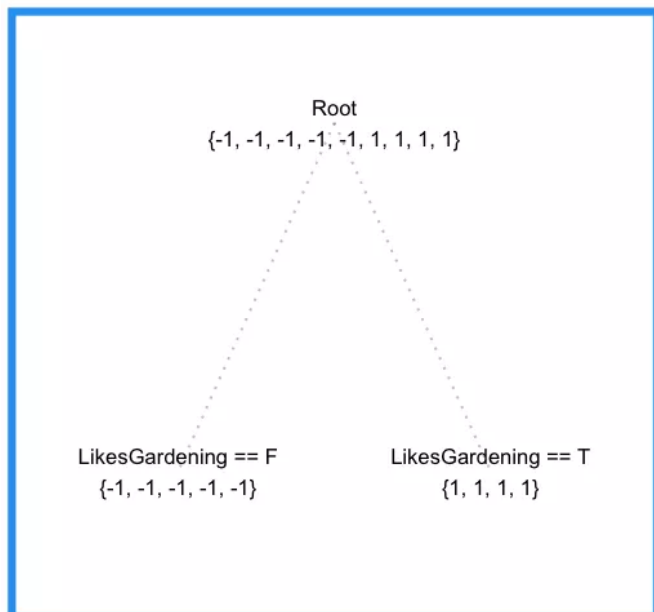 Root
{-1, -1, -1, -1, -1, 1, 1, 1, 1}
LikesGardening == F
{-1, -1, -1, -1, -1}
LikesGardening == T
{1, 1, 1, 1}